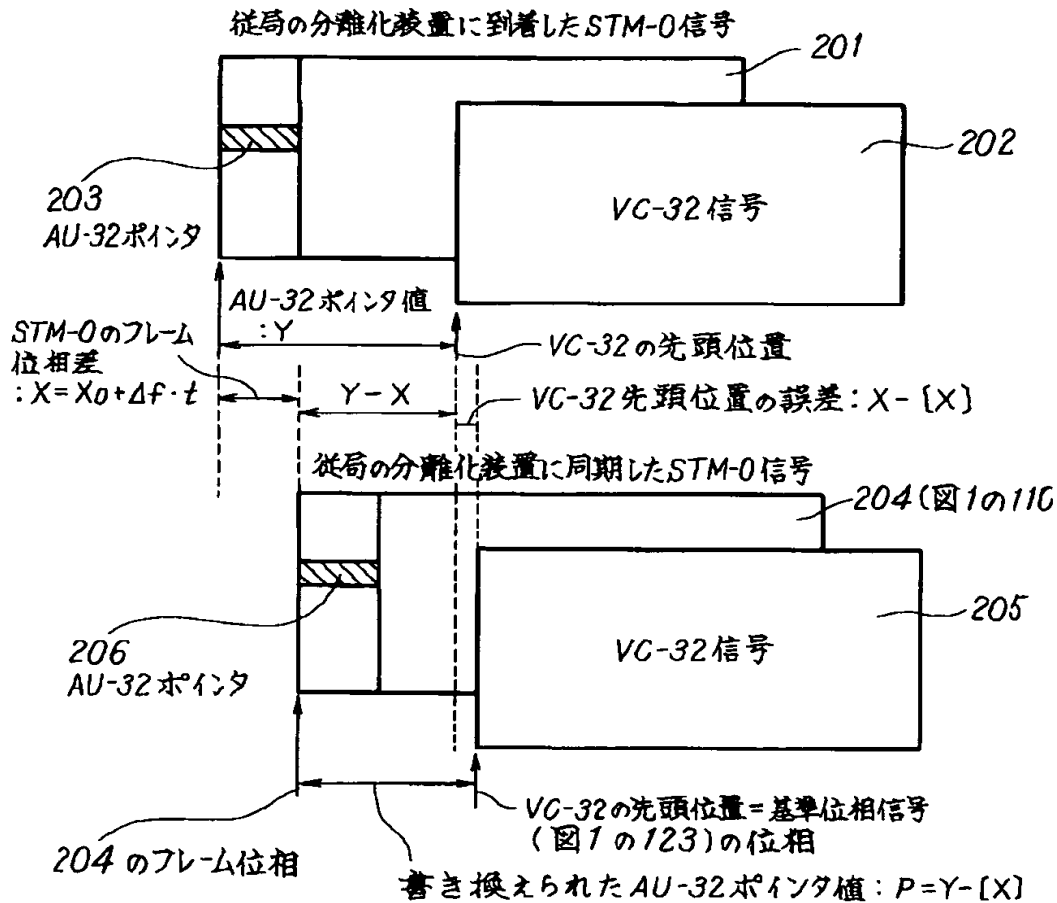 従局の分離化装置に到着したSTM-0信号
201
202
203
AU-32ポインタ
VC-32信号
AU-32ポインタ値
:Y
STM-0のフレーム
位相差
:X=X0+Δf·t
VC-32の先頭位置
Y-X
VC-32先頭位置の誤差:X-[X]
従局の分離化装置に同期したSTM-0信号
204(図1の110
205
206
AU-32ポインタ
VC-32信号
VC-32の先頭位置=基準位相信号
(図1の123)の位相
204のフレーム位相
書き換えられたAU-32ポインタ値:P=Y-[X]